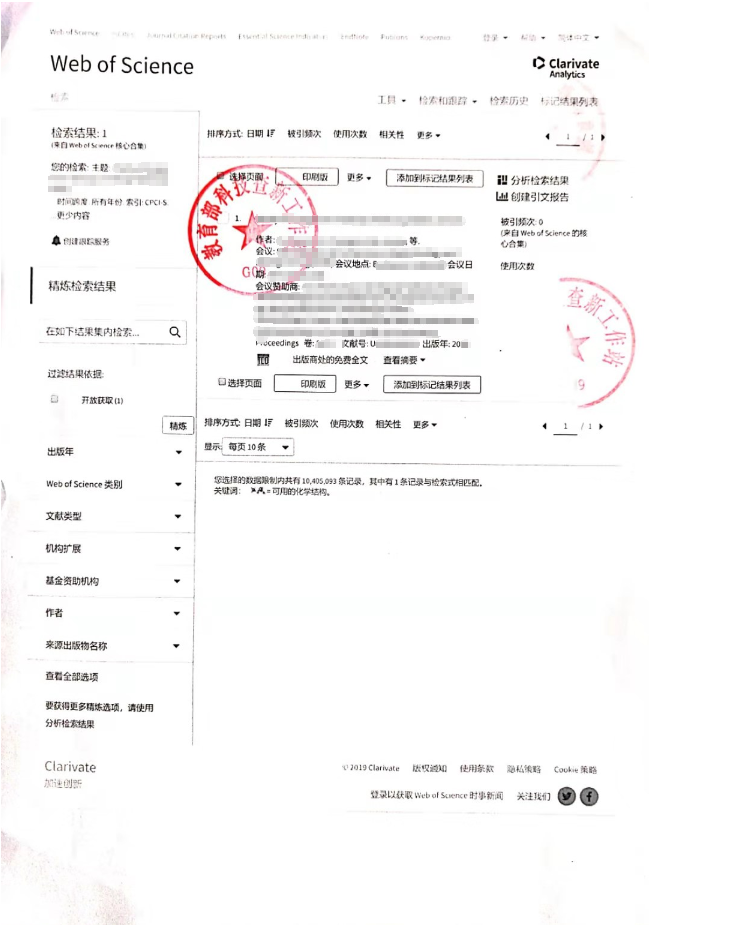 Web of Science Journal Citation Reports Essential Science Indicators EndNote Publons Kopernio 登录 帮助 简体中文
Web of Science
Clarivate
Analytics
检索
工具 检索和跟踪 检索历史 标记结果列表
检索结果: 1
(来自 Web of Science 核心合集)
您的检索: 主题:
时间跨度: 所有年份. 索引: CPCI-S.
...更少内容
创建跟踪服务
排序方式: 日期 被引频次 使用次数 相关性 更多
1 / 1
选择页面 印刷版 更多 添加到标记结果列表
分析检索结果
创建引文报告
教育部科技查新工作
G09
1.
作者: 等.
会议:
会议地点: 会议日
期:
会议赞助商:
Proceedings 卷: 文献号: U 出版年: 20
出版商处的免费全文 查看摘要
被引频次: 0
(来自 Web of Science 的核
心合集)
使用次数
查新工作站
09
选择页面 印刷版 更多 添加到标记结果列表
精炼检索结果
在如下结果集内检索...
过滤结果依据:
开放获取 (1)
精炼
出版年
Web of Science 类别
文献类型
机构扩展
基金资助机构
作者
来源出版物名称
查看全部选项
要获得更多精炼选项，请使用
分析检索结果
排序方式: 日期 被引频次 使用次数 相关性 更多
1 / 1
显示: 每页 10 条
您选择的数据限制内共有 10,405,093 条记录，其中有 1 条记录与检索式相匹配。
关键词: = 可用的化学结构。
Clarivate
加速创新
© 2019 Clarivate 版权通知 使用条款 隐私策略 Cookie 策略
登录以获取 Web of Science 时事新闻 关注我们